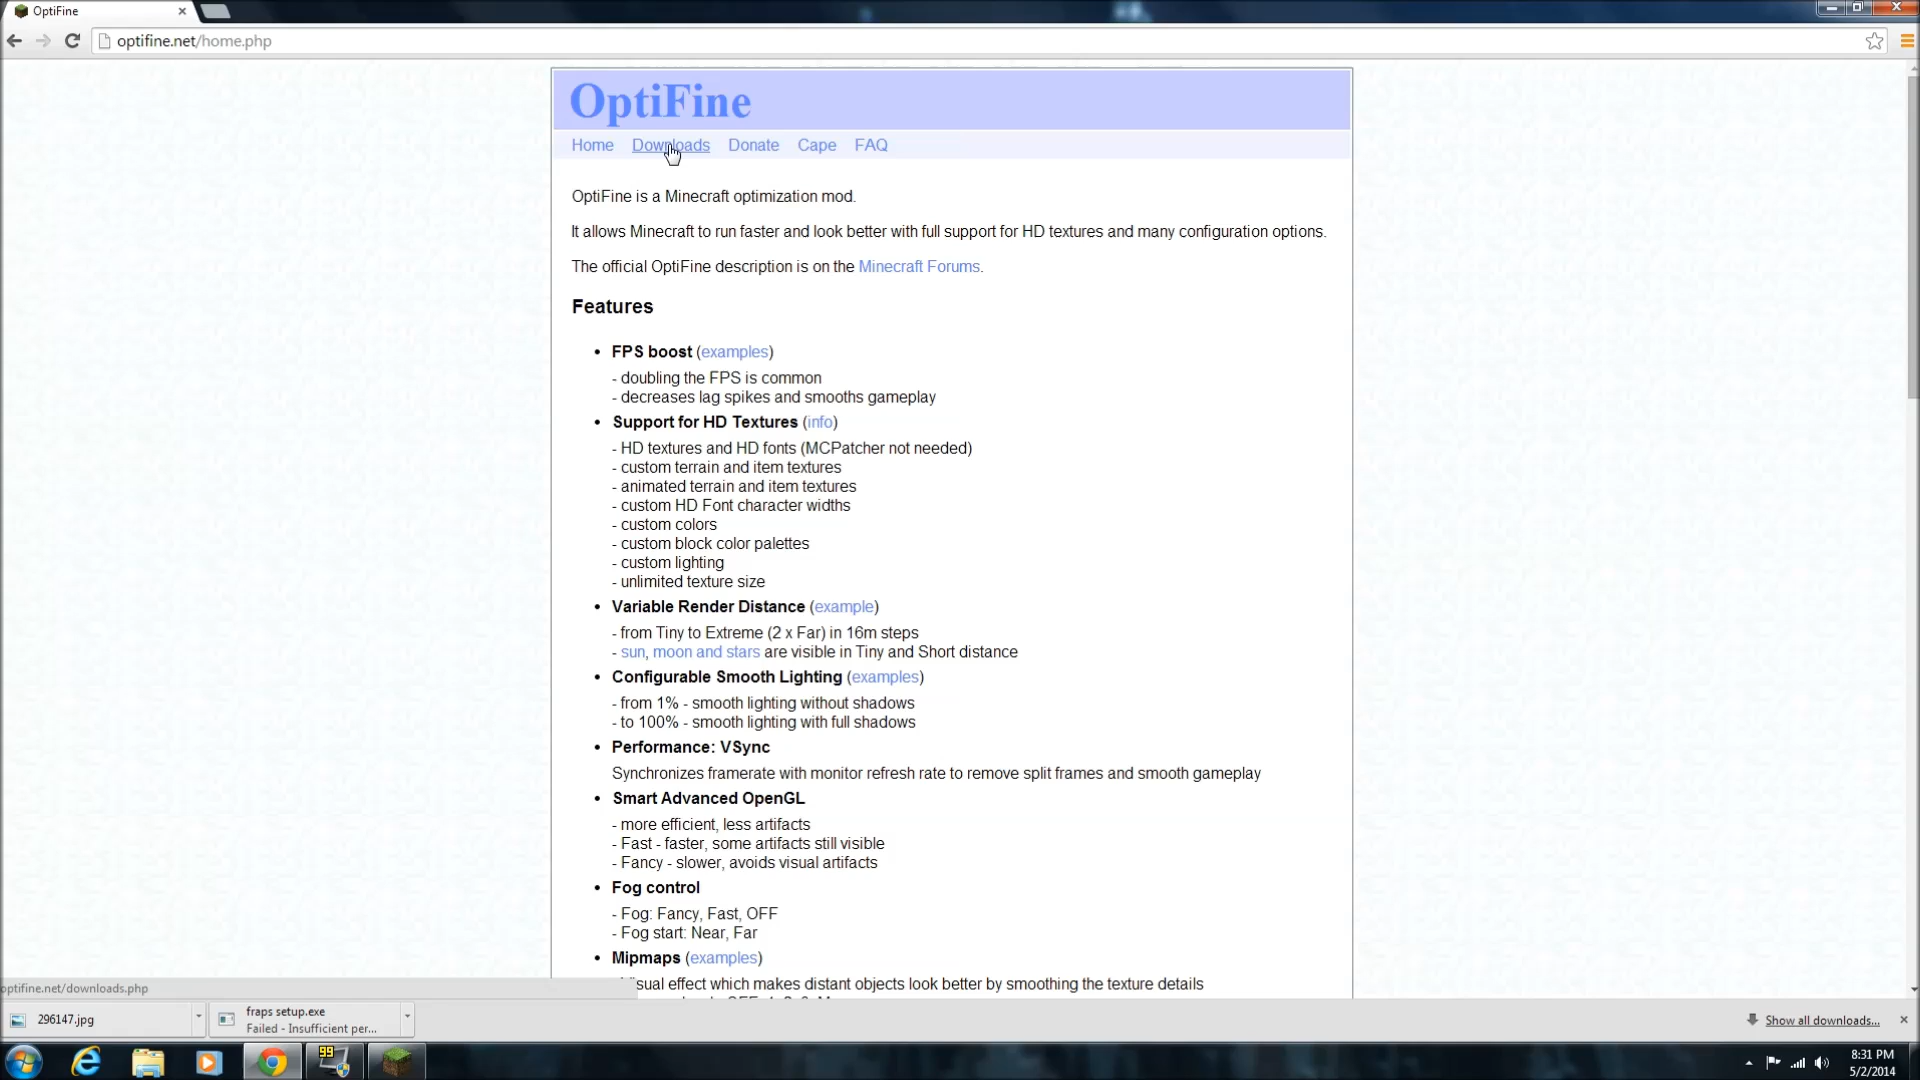 OptiFine
optifine.net/home.php
OptiFine
Home Downloads Donate Cape FAQ
OptiFine is a Minecraft optimization mod.
It allows Minecraft to run faster and look better with full support for HD textures and many configuration options.
The official OptiFine description is on the Minecraft Forums.
Features
• FPS boost (examples)
- doubling the FPS is common
- decreases lag spikes and smooths gameplay
• Support for HD Textures (info)
- HD textures and HD fonts (MCPatcher not needed)
- custom terrain and item textures
- animated terrain and item textures
- custom HD Font character widths
- custom colors
- custom block color palettes
- custom lighting
- unlimited texture size
• Variable Render Distance (example)
- from Tiny to Extreme (2 x Far) in 16m steps
- sun, moon and stars are visible in Tiny and Short distance
• Configurable Smooth Lighting (examples)
- from 1% - smooth lighting without shadows
- to 100% - smooth lighting with full shadows
• Performance: VSync
Synchronizes framerate with monitor refresh rate to remove split frames and smooth gameplay
• Smart Advanced OpenGL
- more efficient, less artifacts
- Fast - faster, some artifacts still visible
- Fancy - slower, avoids visual artifacts
• Fog control
- Fog: Fancy, Fast, OFF
- Fog start: Near, Far
• Mipmaps (examples)
sual effect which makes distant objects look better by smoothing the texture details
optifine.net/downloads.php
296147.jpg
fraps setup.exe
Failed - Insufficient per...
Show all downloads...
99
8:31 PM
5/2/2014